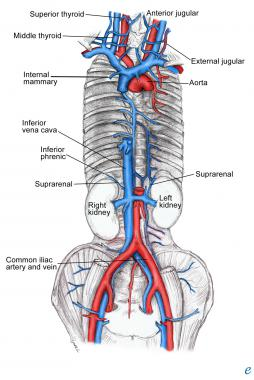 Superior thyroid
Anterior jugular
Middle thyroid
External jugular
Internal
mammary
Aorta
Inferior
vena cava
Inferior
phrenic
Suprarenal
Suprarenal
Right
kidney
Left
kidney
Common iliac
artery and vein
e